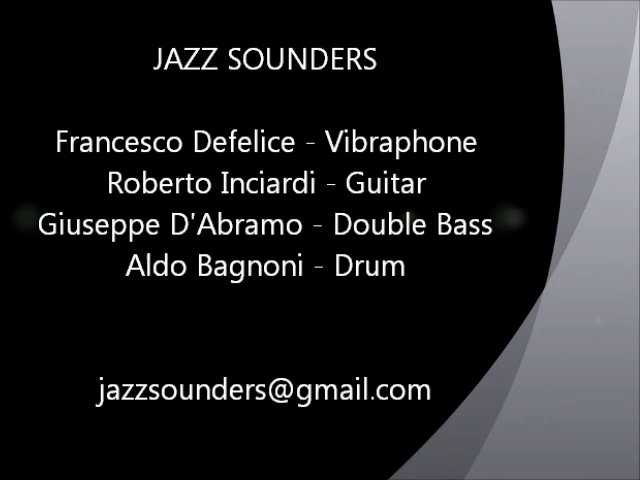 JAZZ SOUNDERS
Francesco Defelice - Vibraphone
Roberto Inciardi - Guitar
Giuseppe D'Abramo - Double Bass
Aldo Bagnoni - Drum
jazzsounders@gmail.com